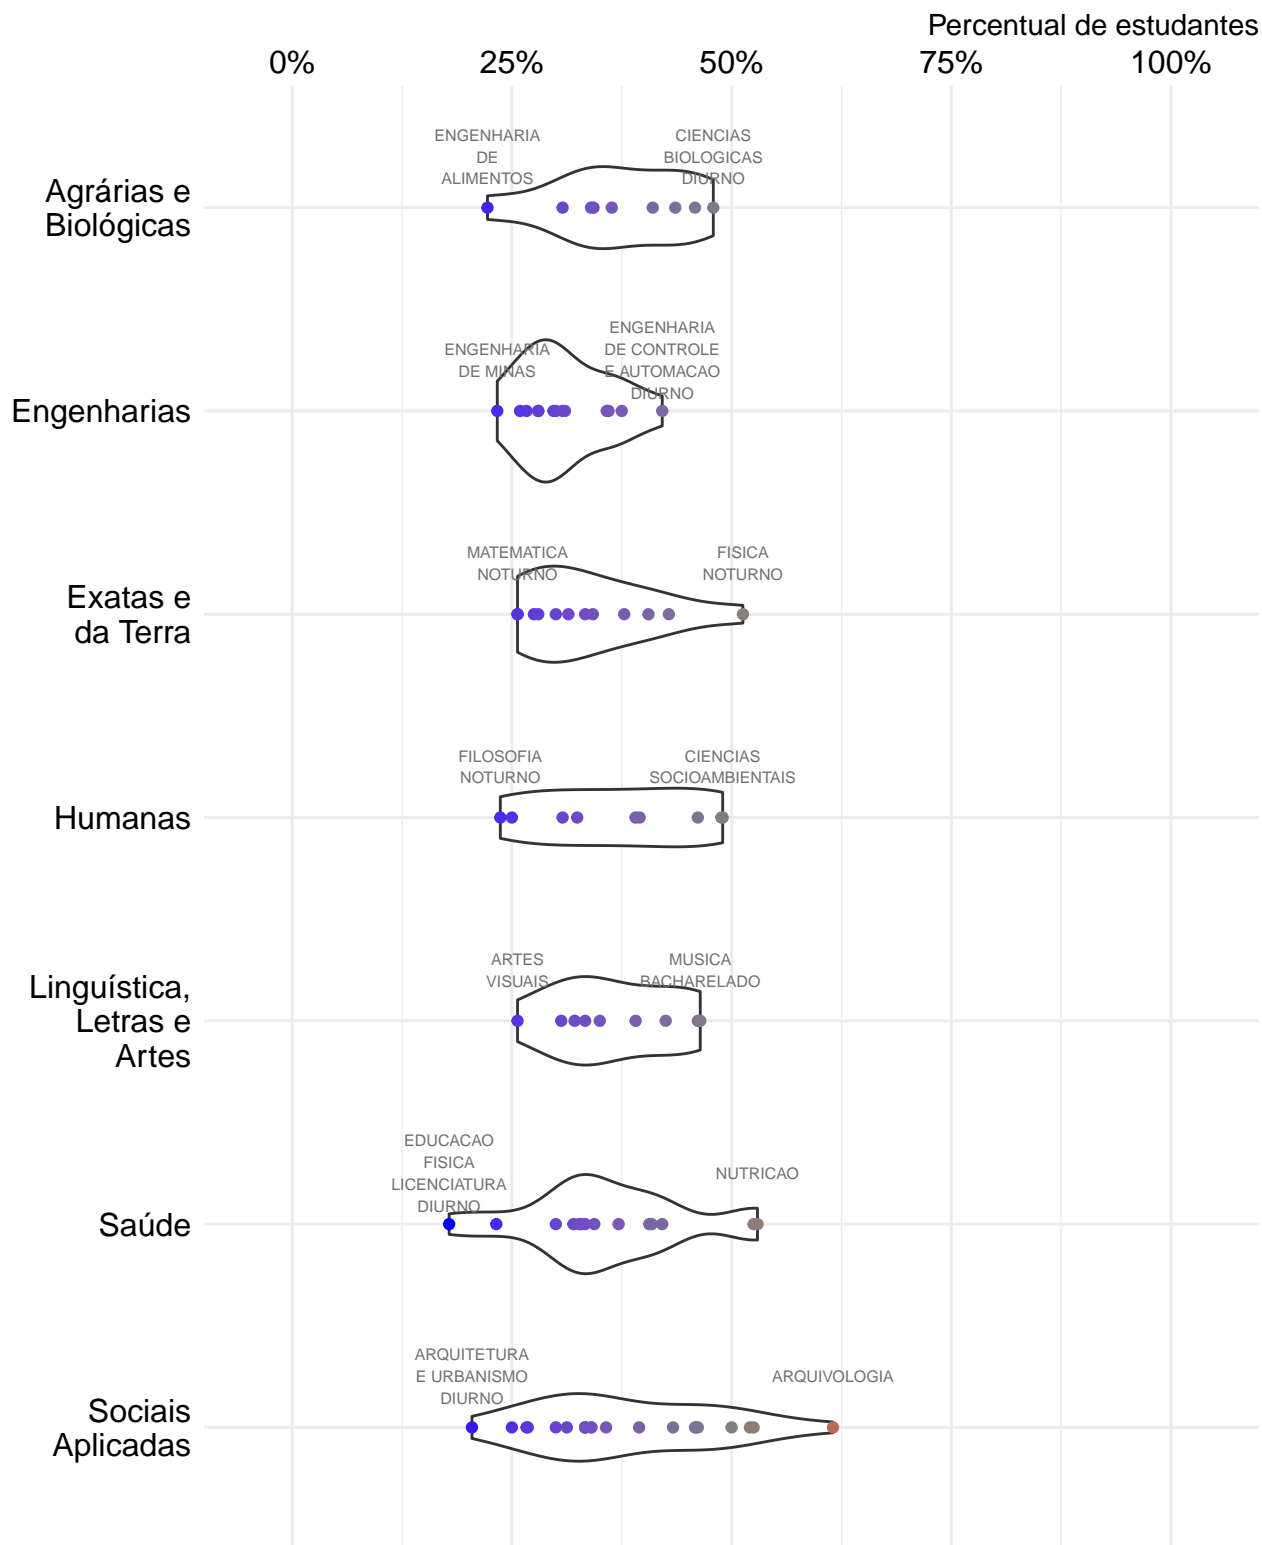 Percentual de estudantes
0% 25% 50% 75% 100%
ENGENHARIA
DE
ALIMENTOS
CIENCIAS
BIOLOGICAS
DIURNO
Agrárias e
Biológicas
ENGENHARIA
DE MINAS
ENGENHARIA
DE CONTROLE
E AUTOMACAO
DIURNO
Engenharias
MATEMATICA
NOTURNO
FISICA
NOTURNO
Exatas e
da Terra
FILOSOFIA
NOTURNO
CIENCIAS
SOCIOAMBIENTAIS
Humanas
ARTES
VISUAIS
MUSICA
BACHARELADO
Linguística,
Letras e
Artes
EDUCACAO
FISICA
LICENCIATURA
DIURNO
NUTRICAO
Saúde
ARQUITETURA
E URBANISMO
DIURNO
ARQUIVOLOGIA
Sociais
Aplicadas